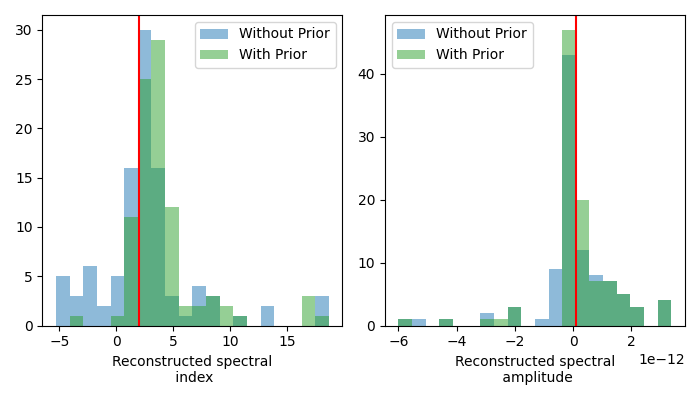 Without Prior
With Prior
30
25
20
15
10
5
0
−5
0
5
10
15
Reconstructed spectral
index
Without Prior
With Prior
40
30
20
10
0
−6
−4
−2
0
2
1e−12
Reconstructed spectral
amplitude